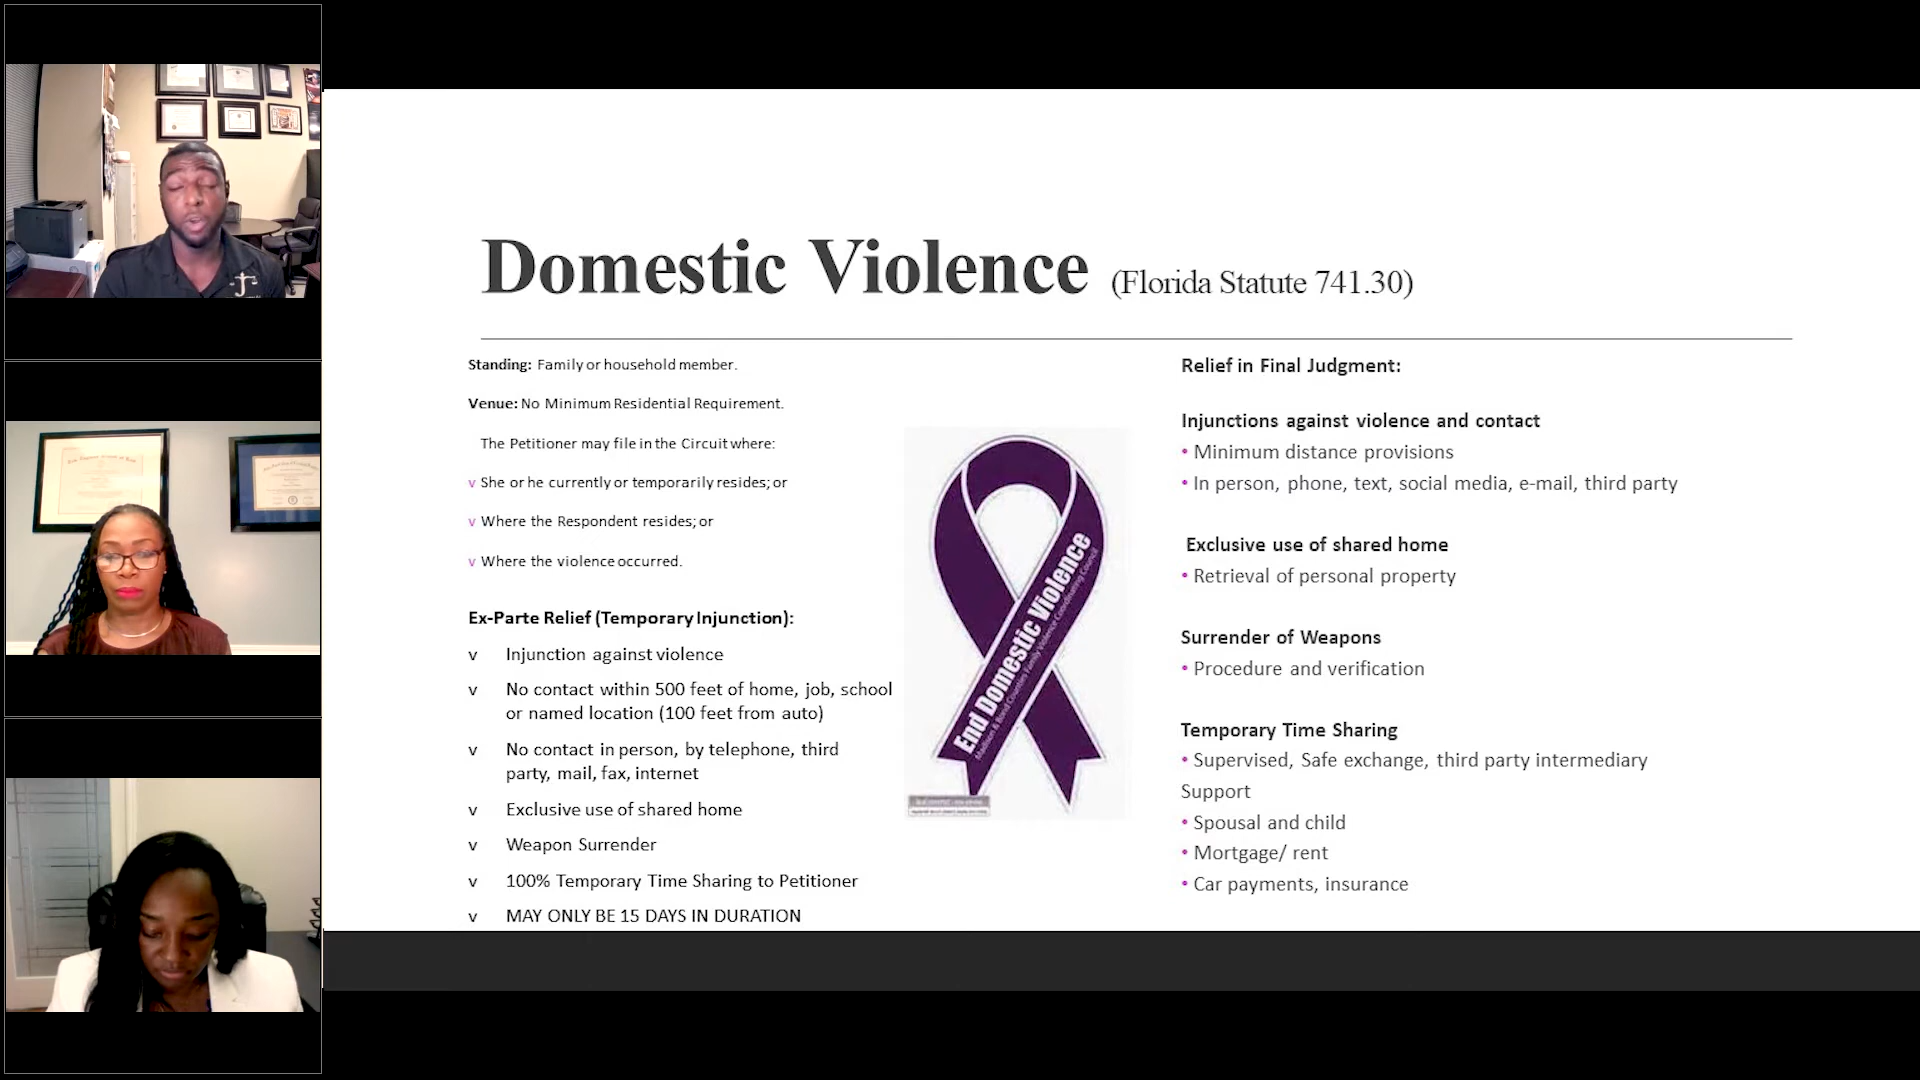 Domestic Violence (Florida Statute 741.30)
Standing: Family or household member.
Venue: No Minimum Residential Requirement.
The Petitioner may file in the Circuit where:
v She or he currently or temporarily resides; or
v Where the Respondent resides; or
v Where the violence occurred.
Ex-Parte Relief (Temporary Injunction):
v Injunction against violence
v No contact within 500 feet of home, job, school
or named location (100 feet from auto)
v No contact in person, by telephone, third
party, mail, fax, internet
v Exclusive use of shared home
v Weapon Surrender
v 100% Temporary Time Sharing to Petitioner
v MAY ONLY BE 15 DAYS IN DURATION
End Domestic Violence
Madison & Bond Counties Family Violence Coordinating Council
Relief in Final Judgment:
Injunctions against violence and contact
• Minimum distance provisions
• In person, phone, text, social media, e-mail, third party
Exclusive use of shared home
• Retrieval of personal property
Surrender of Weapons
• Procedure and verification
Temporary Time Sharing
• Supervised, Safe exchange, third party intermediary
Support
• Spousal and child
• Mortgage/ rent
• Car payments, insurance